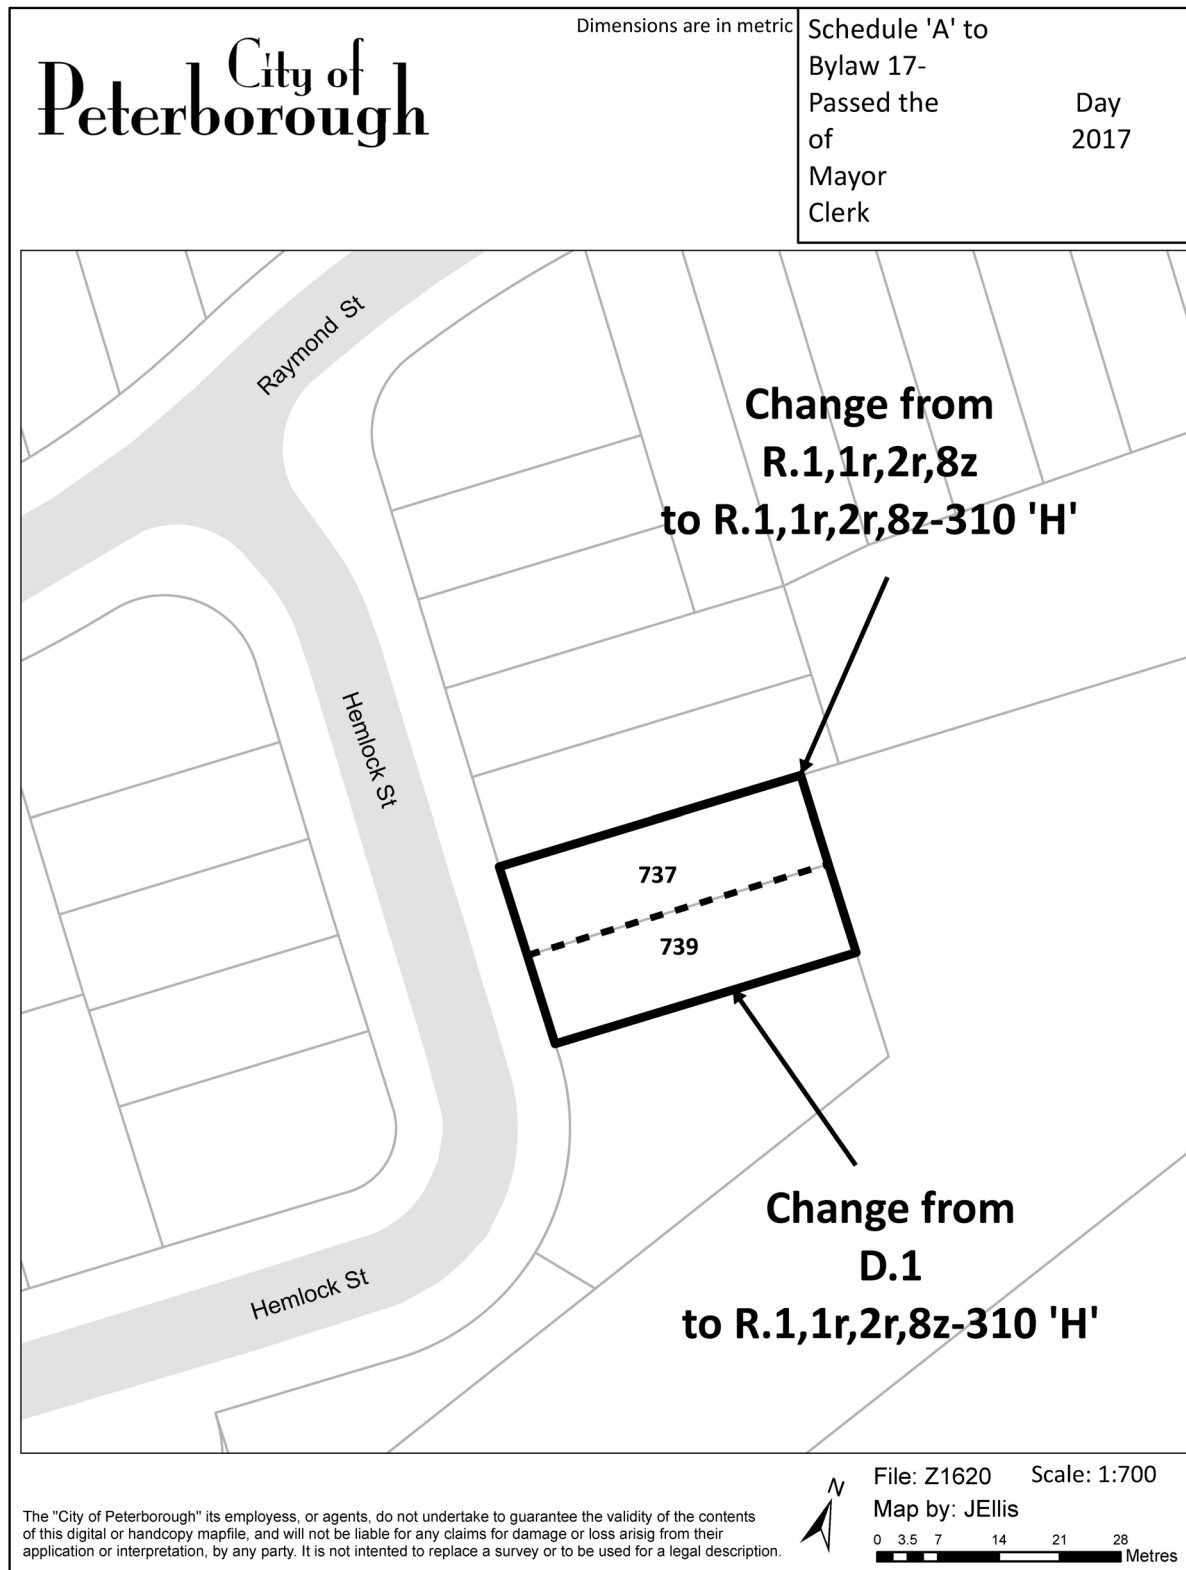 City of
Peterborough
Dimensions are in metric
Schedule 'A' to
Bylaw 17-
Passed the Day
of 2017
Mayor
Clerk
Raymond St
Change from
R.1,1r,2r,8z
to R.1,1r,2r,8z-310 'H'
Hemlock St
737
739
Change from
D.1
to R.1,1r,2r,8z-310 'H'
Hemlock St
The "City of Peterborough" its employess, or agents, do not undertake to guarantee the validity of the contents
of this digital or handcopy mapfile, and will not be liable for any claims for damage or loss arisig from their
application or interpretation, by any party. It is not intented to replace a survey or to be used for a legal description.
N
File: Z1620 Scale: 1:700
Map by: JEllis
0 3.5 7 14 21 28
Metres